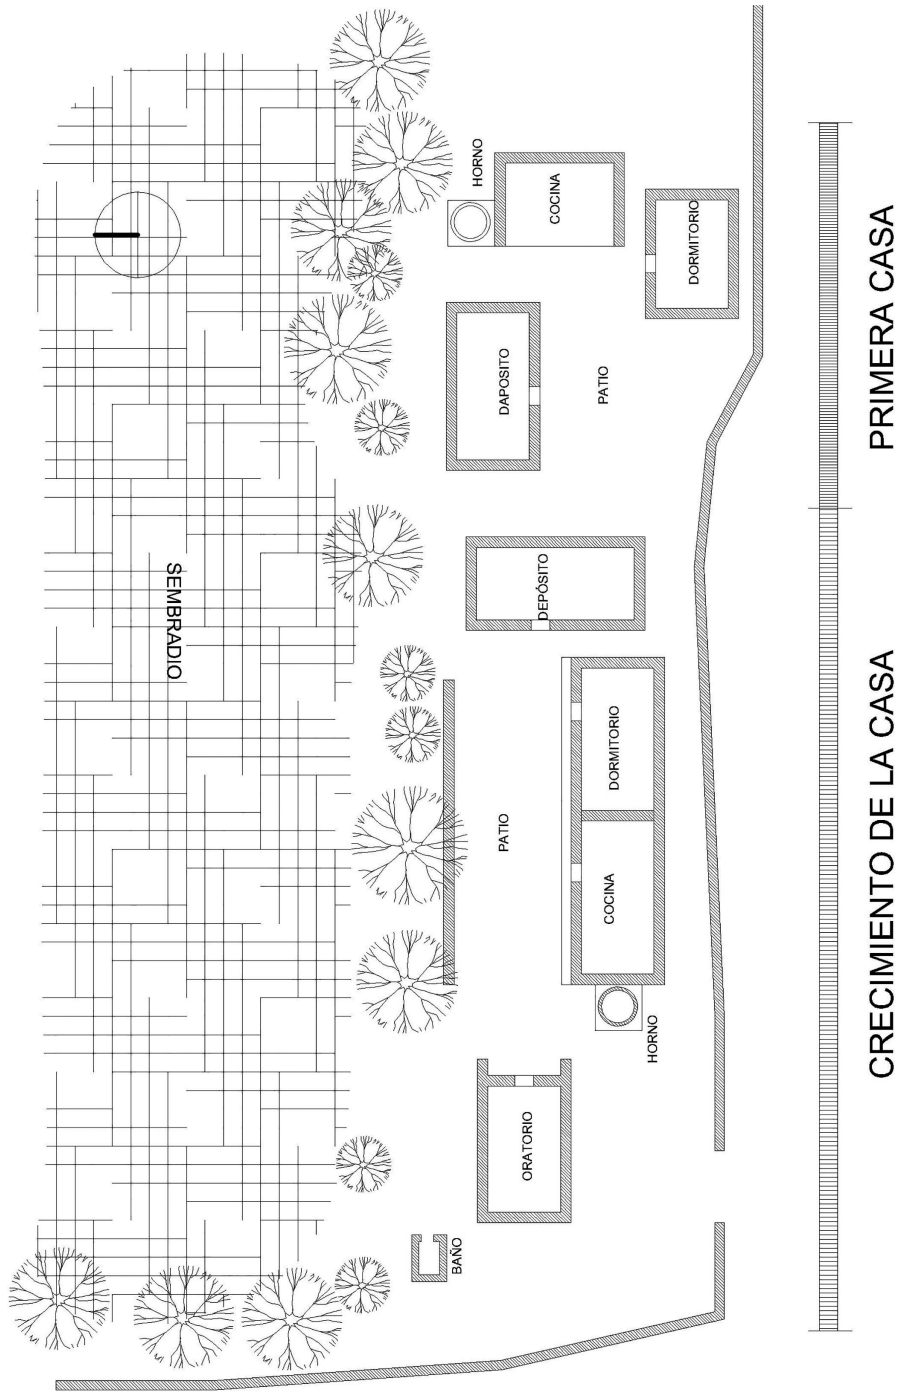 SEMBRADIO
HORNO
COCINA
DORMITORIO
DAPOSITO
PATIO
DEPÓSITO
DORMITORIO
PATIO
COCINA
HORNO
ORATORIO
BAÑO
PRIMERA CASA
CRECIMIENTO DE LA CASA